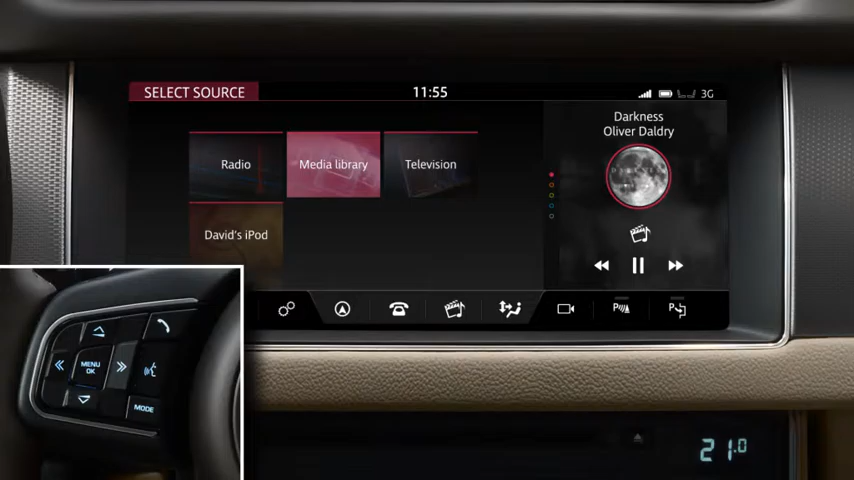 SELECT SOURCE
11:55
3G
Radio
Media library
Television
David's iPod
Darkness
Oliver Daldry
MENU
OK
MODE
21.0